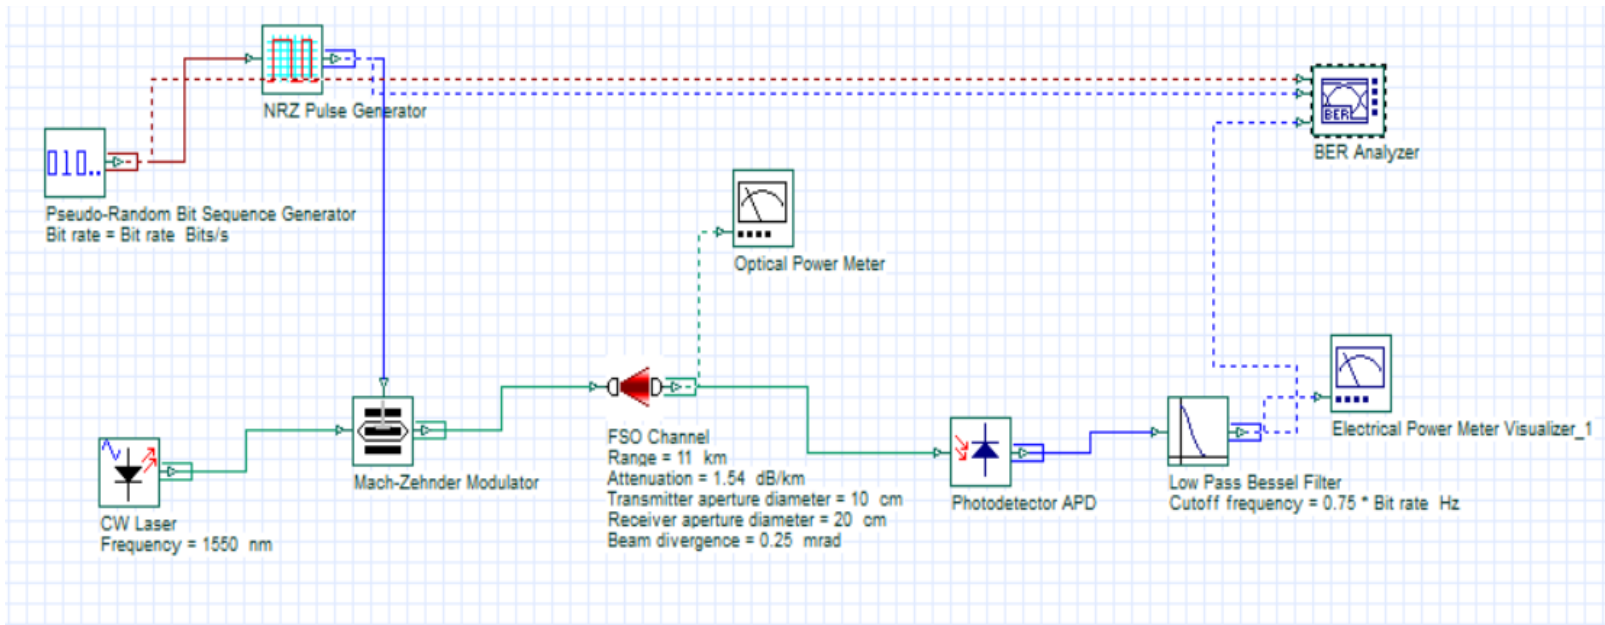 NRZ Pulse Generator
BER
BER Analyzer
010..
Pseudo-Random Bit Sequence Generator
Bit rate = Bit rate  Bits/s
Optical Power Meter
Electrical Power Meter Visualizer_1
FSO Channel
Range = 11  km
Attenuation = 1.54  dB/km
Transmitter aperture diameter = 10  cm
Receiver aperture diameter = 20  cm
Beam divergence = 0.25  mrad
Mach-Zehnder Modulator
Low Pass Bessel Filter
Cutoff frequency = 0.75 * Bit rate  Hz
Photodetector APD
CW Laser
Frequency = 1550  nm